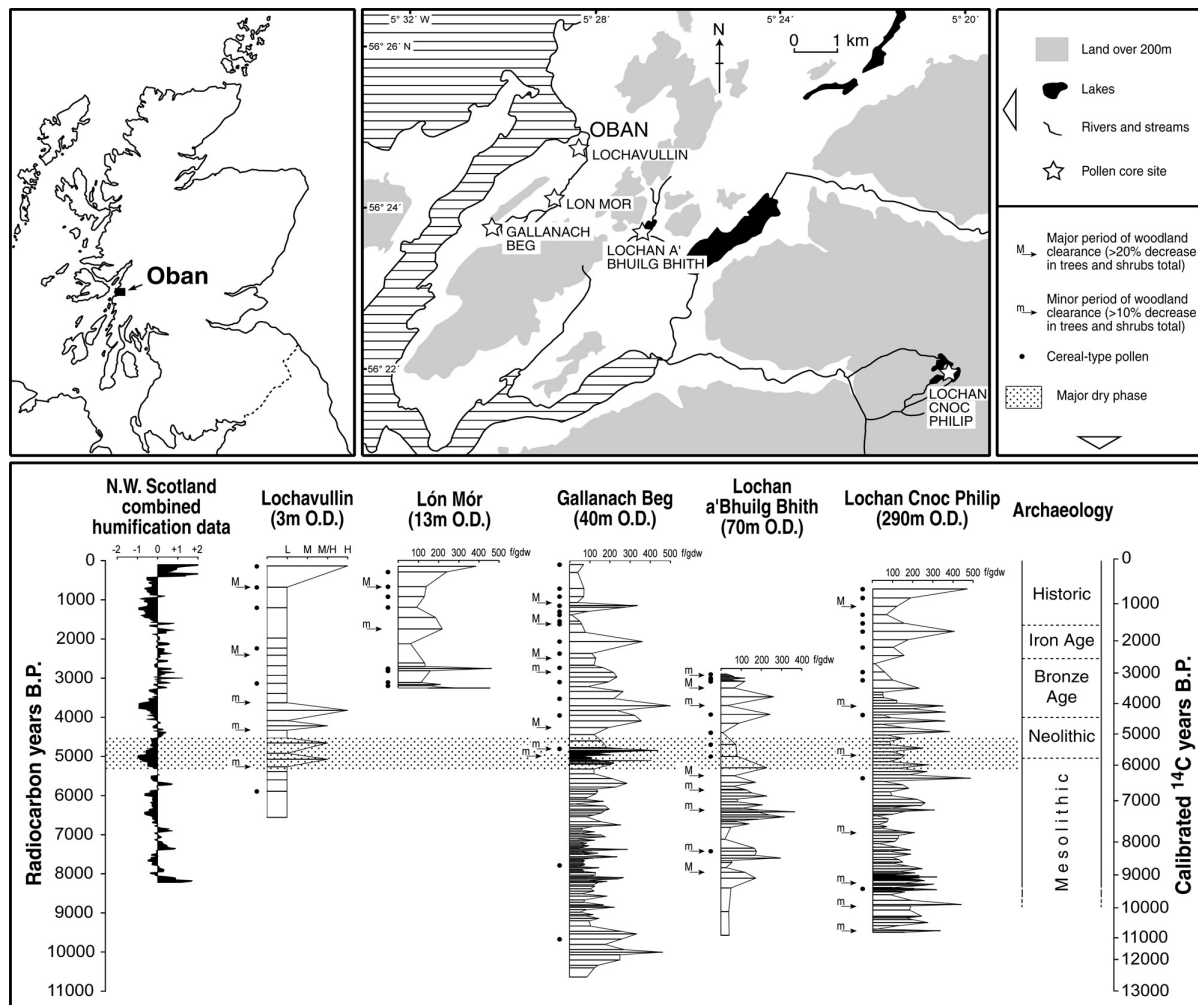 Oban
5° 32´ W
5° 28´
5° 24´
5° 20´
56° 26´ N
56° 24´
56° 22´
N
0 1 km
OBAN
LOCHAVULLIN
LON MOR
GALLANACH
BEG
LOCHAN A'
BHUILG BHITH
LOCHAN
CNOC
PHILIP
Land over 200m
Lakes
Rivers and streams
Pollen core site
M
Major period of woodland
clearance (>20% decrease
in trees and shrubs total)
m
Minor period of woodland
clearance (>10% decrease
in trees and shrubs total)
Cereal-type pollen
Major dry phase
N.W. Scotland
combined
humification data
-2 -1 0 +1 +2
Lochavullin
(3m O.D.)
L M M/H H
Lón Mór
(13m O.D.)
100 200 300 400 500 f/gdw
Gallanach Beg
(40m O.D.)
100 200 300 400 500 f/gdw
Lochan
a'Bhuilg Bhith
(70m O.D.)
100 200 300 400 f/gdw
Lochan Cnoc Philip
(290m O.D.)
100 200 300 400 500 f/gdw
Archaeology
Historic
Iron Age
Bronze
Age
Neolithic
Mesolithic
Radiocarbon years B.P.
0
1000
2000
3000
4000
5000
6000
7000
8000
9000
10000
11000
Calibrated ¹⁴C years B.P.
0
1000
2000
3000
4000
5000
6000
7000
8000
9000
10000
11000
12000
13000
M
M
m
m
m
M
m
M
M
M
m
M
m
m
M
m
M
m
m
m
M
M
m
m
m
m
m
m